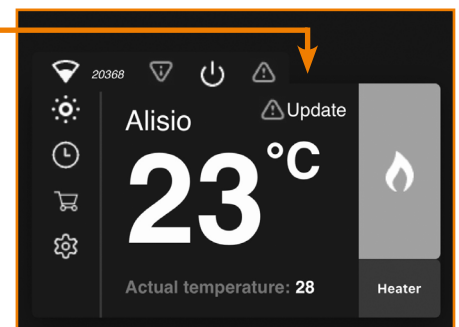 20368
Update
Alisio
23 °C
Actual temperature: 28
Heater